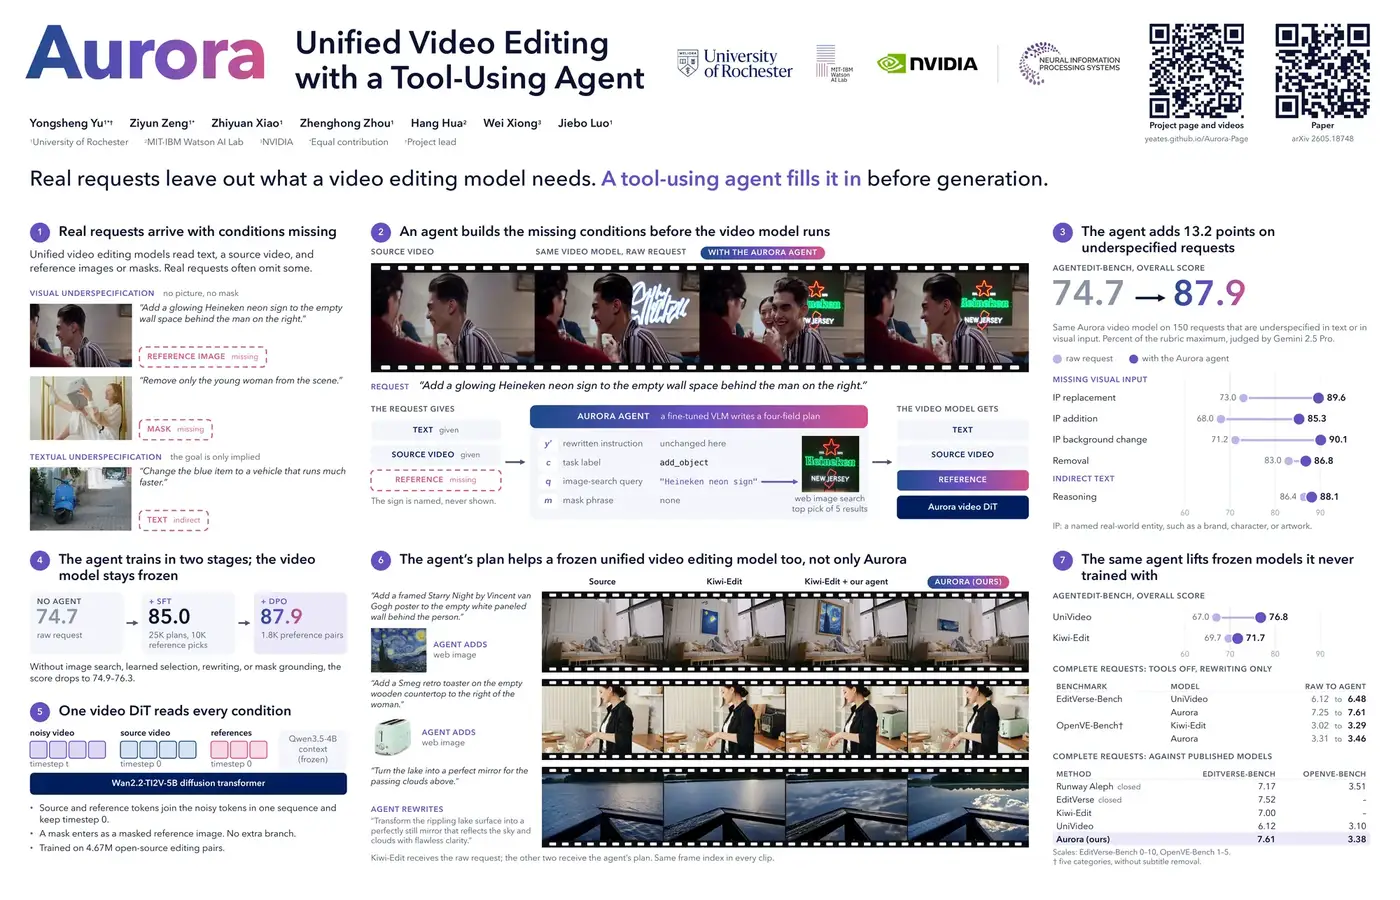 Aurora
Unified Video Editing
with a Tool-Using Agent
UNIVERSITY of ROCHESTER
MIT-IBM
Watson
AI Lab
NVIDIA
NEURAL INFORMATION
PROCESSING SYSTEMS
Project page and videos
yeates.github.io/Aurora-Page
Paper
arXiv 2605.18748
Yongsheng Yu¹*† Ziyun Zeng¹* Zhiyuan Xiao¹ Zhenghong Zhou¹ Hang Hua² Wei Xiong³ Jiebo Luo¹
¹University of Rochester ²MIT-IBM Watson AI Lab ³NVIDIA *Equal contribution †Project lead
Real requests leave out what a video editing model needs. A tool-using agent fills it in before generation.
1 Real requests arrive with conditions missing
Unified video editing models read text, a source video, and
reference images or masks. Real requests often omit some.
VISUAL UNDERSPECIFICATION no picture, no mask
"Add a glowing Heineken neon sign to the empty
wall space behind the man on the right."
REFERENCE IMAGE missing
"Remove only the young woman from the scene."
MASK missing
TEXTUAL UNDERSPECIFICATION the goal is only implied
"Change the blue item to a vehicle that runs much
faster."
TEXT indirect
2 An agent builds the missing conditions before the video model runs
SOURCE VIDEO SAME VIDEO MODEL, RAW REQUEST WITH THE AURORA AGENT
Heineken
NEW JERSEY
Heineken
NEW JERSEY
REQUEST "Add a glowing Heineken neon sign to the empty wall space behind the man on the right."
THE REQUEST GIVES
TEXT given
SOURCE VIDEO given
REFERENCE missing
The sign is named, never shown.
AURORA AGENT a fine-tuned VLM writes a four-field plan
y′ rewritten instruction unchanged here
c task label add_object
q image-search query "Heineken neon sign"
m mask phrase none
Heineken
NEW JERSEY
web image search
top pick of 5 results
THE VIDEO MODEL GETS
TEXT
SOURCE VIDEO
REFERENCE
Aurora video DiT
3 The agent adds 13.2 points on
underspecified requests
AGENTEDIT-BENCH, OVERALL SCORE
74.7 → 87.9
Same Aurora video model on 150 requests that are underspecified in text or in
visual input. Percent of the rubric maximum, judged by Gemini 2.5 Pro.
raw request with the Aurora agent
MISSING VISUAL INPUT
IP replacement 73.0 89.6
IP addition 68.0 85.3
IP background change 71.2 90.1
Removal 83.0 86.8
INDIRECT TEXT
Reasoning 86.4 88.1
60 70 80 90
IP: a named real-world entity, such as a brand, character, or artwork.
4 The agent trains in two stages; the video
model stays frozen
NO AGENT
74.7
raw request
+ SFT
85.0
25K plans, 10K
reference picks
+ DPO
87.9
1.8K preference pairs
Without image search, learned selection, rewriting, or mask grounding, the
score drops to 74.9–76.3.
5 One video DiT reads every condition
noisy video source video references
timestep t timestep 0 timestep 0
Qwen3.5-4B
context
(frozen)
Wan2.2-TI2V-5B diffusion transformer
• Source and reference tokens join the noisy tokens in one sequence and
keep timestep 0.
• A mask enters as a masked reference image. No extra branch.
• Trained on 4.67M open-source editing pairs.
6 The agent's plan helps a frozen unified video editing model too, not only Aurora
Source Kiwi-Edit Kiwi-Edit + our agent AURORA (OURS)
"Add a framed Starry Night by Vincent van
Gogh poster to the empty white paneled
wall behind the person."
AGENT ADDS
web image
"Add a Smeg retro toaster on the empty
wooden countertop to the right of the
woman."
AGENT ADDS
web image
"Turn the lake into a perfect mirror for the
passing clouds above."
AGENT REWRITES
"Transform the rippling lake surface into a
perfectly still mirror that reflects the sky and
clouds with flawless clarity."
Kiwi-Edit receives the raw request; the other two receive the agent's plan. Same frame index in every clip.
7 The same agent lifts frozen models it never
trained with
AGENTEDIT-BENCH, OVERALL SCORE
UniVideo 67.0 76.8
Kiwi-Edit 69.7 71.7
60 70 80 90
COMPLETE REQUESTS: TOOLS OFF, REWRITING ONLY
BENCHMARK MODEL RAW TO AGENT
EditVerse-Bench UniVideo 6.12 to 6.48
Aurora 7.25 to 7.61
OpenVE-Bench† Kiwi-Edit 3.02 to 3.29
Aurora 3.31 to 3.46
COMPLETE REQUESTS: AGAINST PUBLISHED MODELS
METHOD EDITVERSE-BENCH OPENVE-BENCH
Runway Aleph closed 7.17 3.51
EditVerse closed 7.52 –
Kiwi-Edit 7.00 –
UniVideo 6.12 3.10
Aurora (ours) 7.61 3.38
Scales: EditVerse-Bench 0–10, OpenVE-Bench 1–5.
† five categories, without subtitle removal.